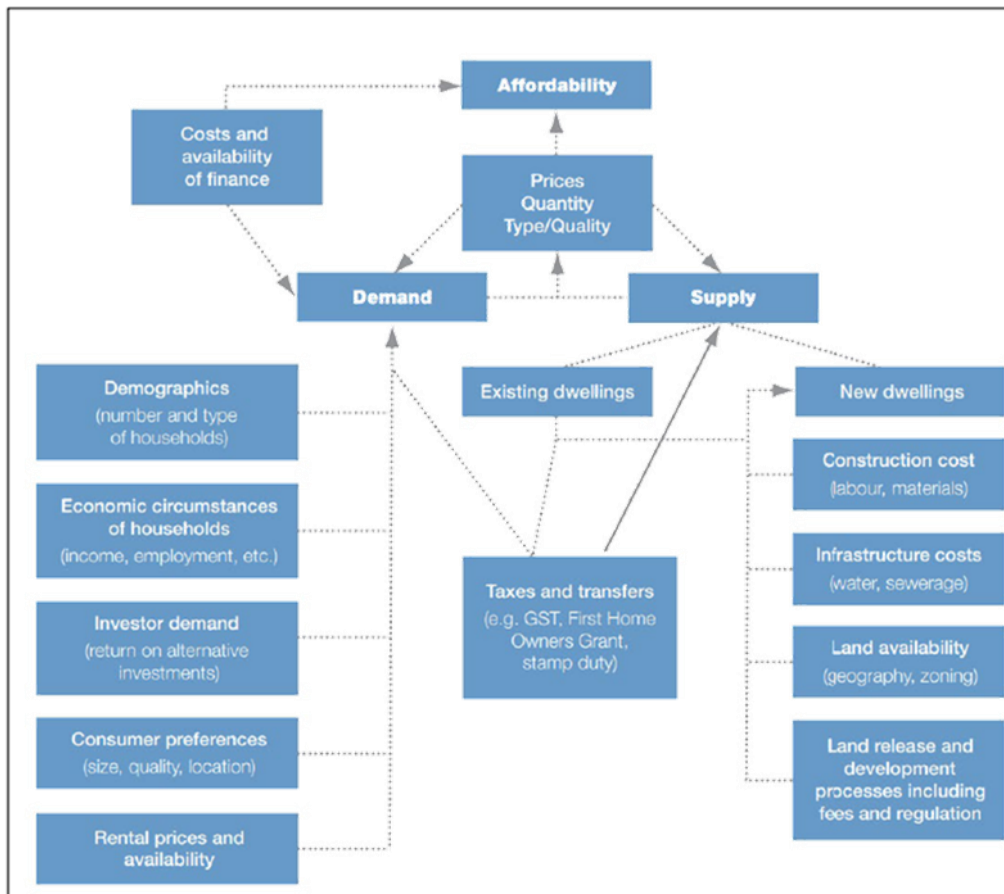 Affordability
Costs and
availability
of finance
Prices
Quantity
Type/Quality
Demand
Supply
Demographics
(number and type
of households)
Existing dwellings
New dwellings
Economic circumstances
of households
(income, employment, etc.)
Construction cost
(labour, materials)
Infrastructure costs
(water, sewerage)
Taxes and transfers
(e.g. GST, First Home
Owners Grant,
stamp duty)
Investor demand
(return on alternative
investments)
Land availability
(geography, zoning)
Consumer preferences
(size, quality, location)
Land release and
development
processes including
fees and regulation
Rental prices and
availability